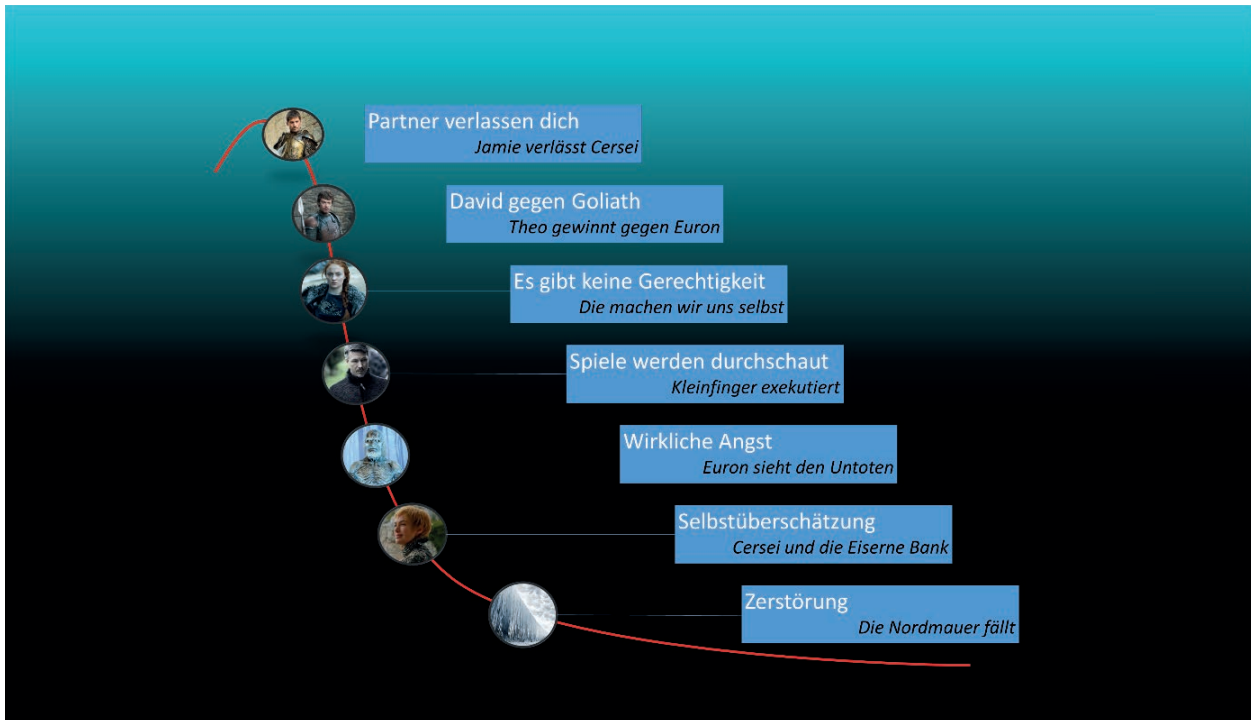 Partner verlassen dich
Jamie verlässt Cersei
David gegen Goliath
Theo gewinnt gegen Euron
Es gibt keine Gerechtigkeit
Die machen wir uns selbst
Spiele werden durchschaut
Kleinfinger exekutiert
Wirkliche Angst
Euron sieht den Untoten
Selbstüberschätzung
Cersei und die Eiserne Bank
Zerstörung
Die Nordmauer fällt